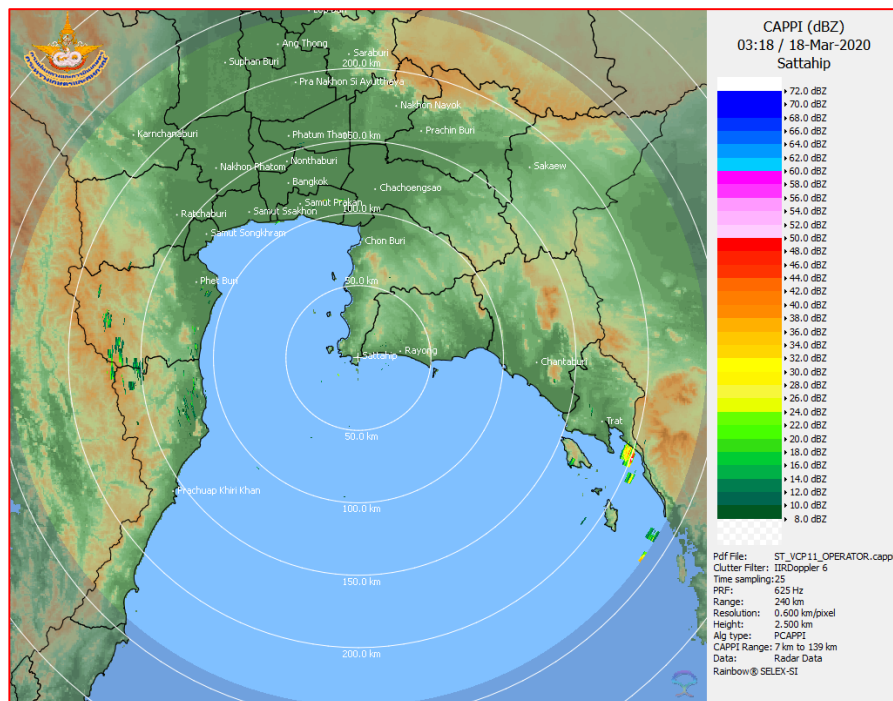 CAPPI (dBZ)
03:18 / 18-Mar-2020
Sattahip
72.0 dBZ
70.0 dBZ
68.0 dBZ
66.0 dBZ
64.0 dBZ
62.0 dBZ
60.0 dBZ
58.0 dBZ
56.0 dBZ
54.0 dBZ
52.0 dBZ
50.0 dBZ
48.0 dBZ
46.0 dBZ
44.0 dBZ
42.0 dBZ
40.0 dBZ
38.0 dBZ
36.0 dBZ
34.0 dBZ
32.0 dBZ
30.0 dBZ
28.0 dBZ
26.0 dBZ
24.0 dBZ
22.0 dBZ
20.0 dBZ
18.0 dBZ
16.0 dBZ
14.0 dBZ
12.0 dBZ
10.0 dBZ
8.0 dBZ
Pdf File: ST_VCP11_OPERATOR.capp
Clutter Filter: IIRDoppler 6
Time sampling:25
PRF: 625 Hz
Range: 240 km
Resolution: 0.600 km/pixel
Height: 2.500 km
Alg type: PCAPPI
CAPPI Range: 7 km to 139 km
Data: Radar Data
Rainbow® SELEX-SI
Ang Thong
Saraburi
Suphan Buri
200.0 km
Pra Nakhon Si Ayutthaya
Nakhon Nayok
Karnchanaburi
Phatum Thani
150.0 km
Prachin Buri
Nonthaburi
Nakhon Phatom
Sakaew
Bangkok
Chachoengsao
Samut Prakan
Ratchaburi
Samut Ssakhon
100.0 km
Samut Songkhram
Chon Buri
Phet Buri
50.0 km
Rayong
Sattahip
Chantaburi
Trat
50.0 km
Prachuap Khiri Khan
100.0 km
150.0 km
200.0 km